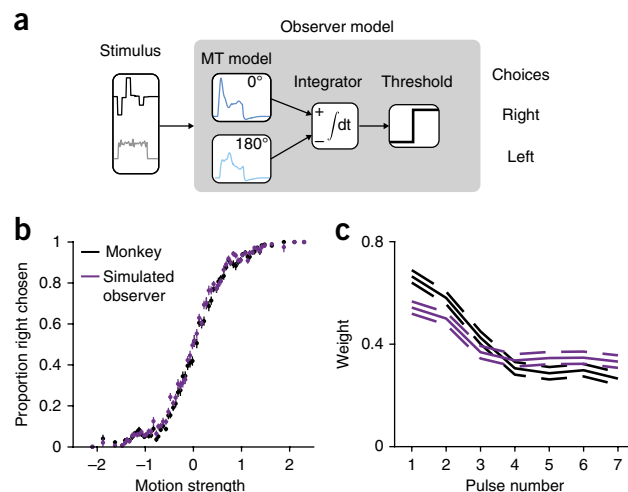 a
Observer model
Stimulus
MT model
Integrator
Threshold
Choices
0°
180°
+
−
∫dt
Right
Left
b
Proportion right chosen
1
0.8
0.6
0.4
0.2
0
Monkey
Simulated
observer
−2
−1
0
1
2
Motion strength
c
Weight
0.8
0.4
0
1
2
3
4
5
6
7
Pulse number